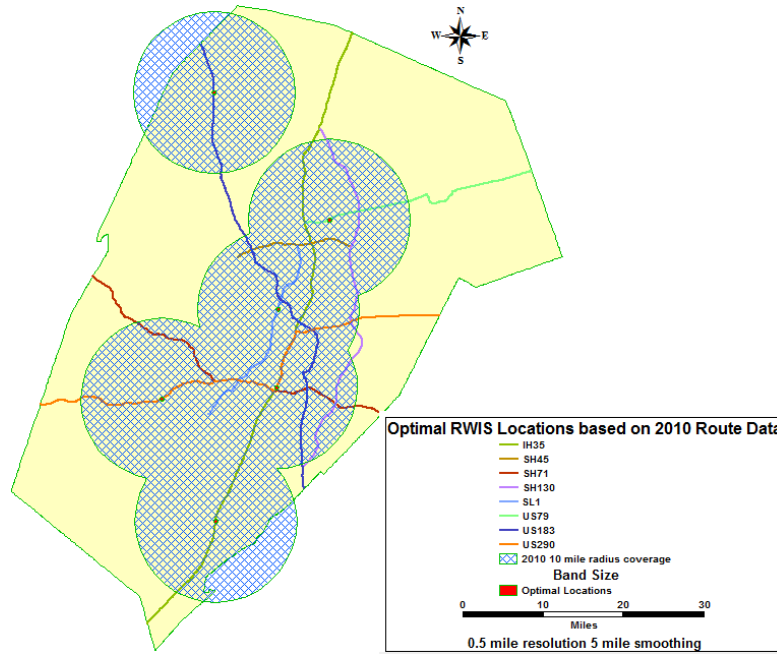 N
W E
S
Optimal RWIS Locations based on 2010 Route Data
IH35
SH45
SH71
SH130
SL1
US79
US183
US290
2010 10 mile radius coverage
Band Size
Optimal Locations
0 10 20 30
Miles
0.5 mile resolution 5 mile smoothing